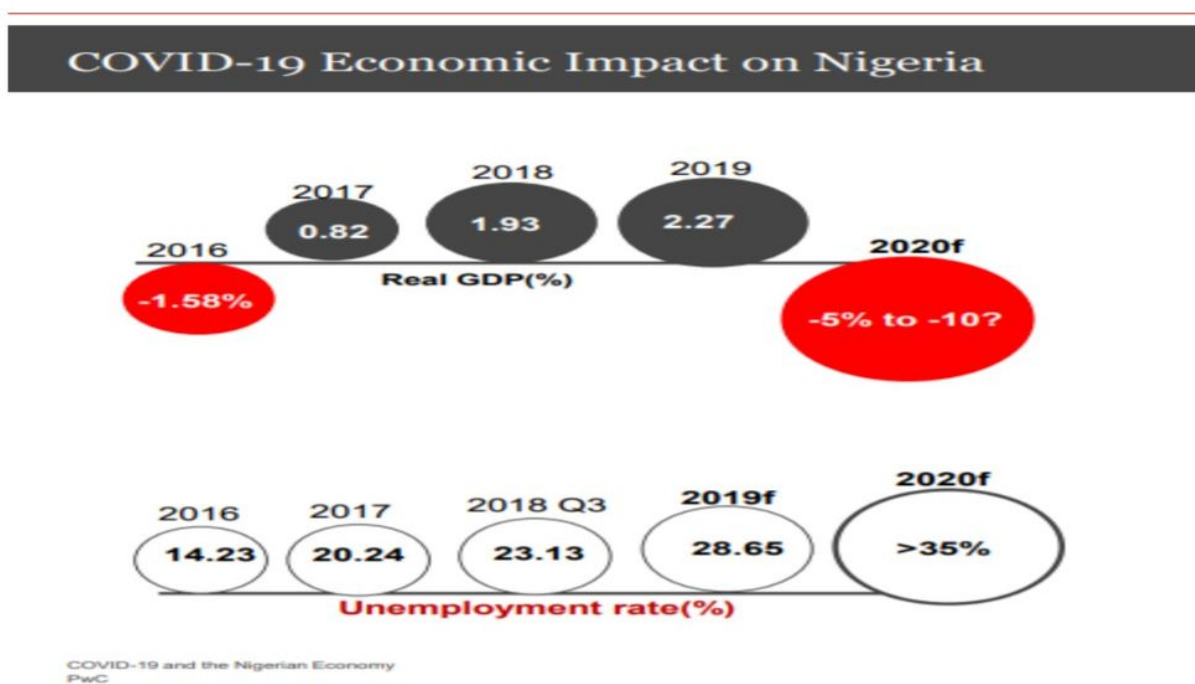 COVID-19 Economic Impact on Nigeria
2016
-1.58%
2017
0.82
2018
1.93
2019
2.27
2020f
-5% to -10?
Real GDP(%)
2016
14.23
2017
20.24
2018 Q3
23.13
2019f
28.65
2020f
>35%
Unemployment rate(%)
COVID-19 and the Nigerian Economy
PwC